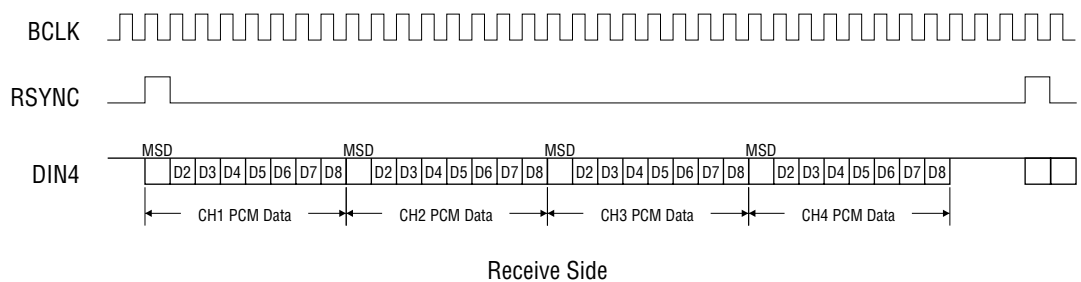 BCLK
RSYNC
MSD MSD MSD MSD
DIN4 D2 D3 D4 D5 D6 D7 D8 D2 D3 D4 D5 D6 D7 D8 D2 D3 D4 D5 D6 D7 D8 D2 D3 D4 D5 D6 D7 D8
CH1 PCM Data CH2 PCM Data CH3 PCM Data CH4 PCM Data
Receive Side